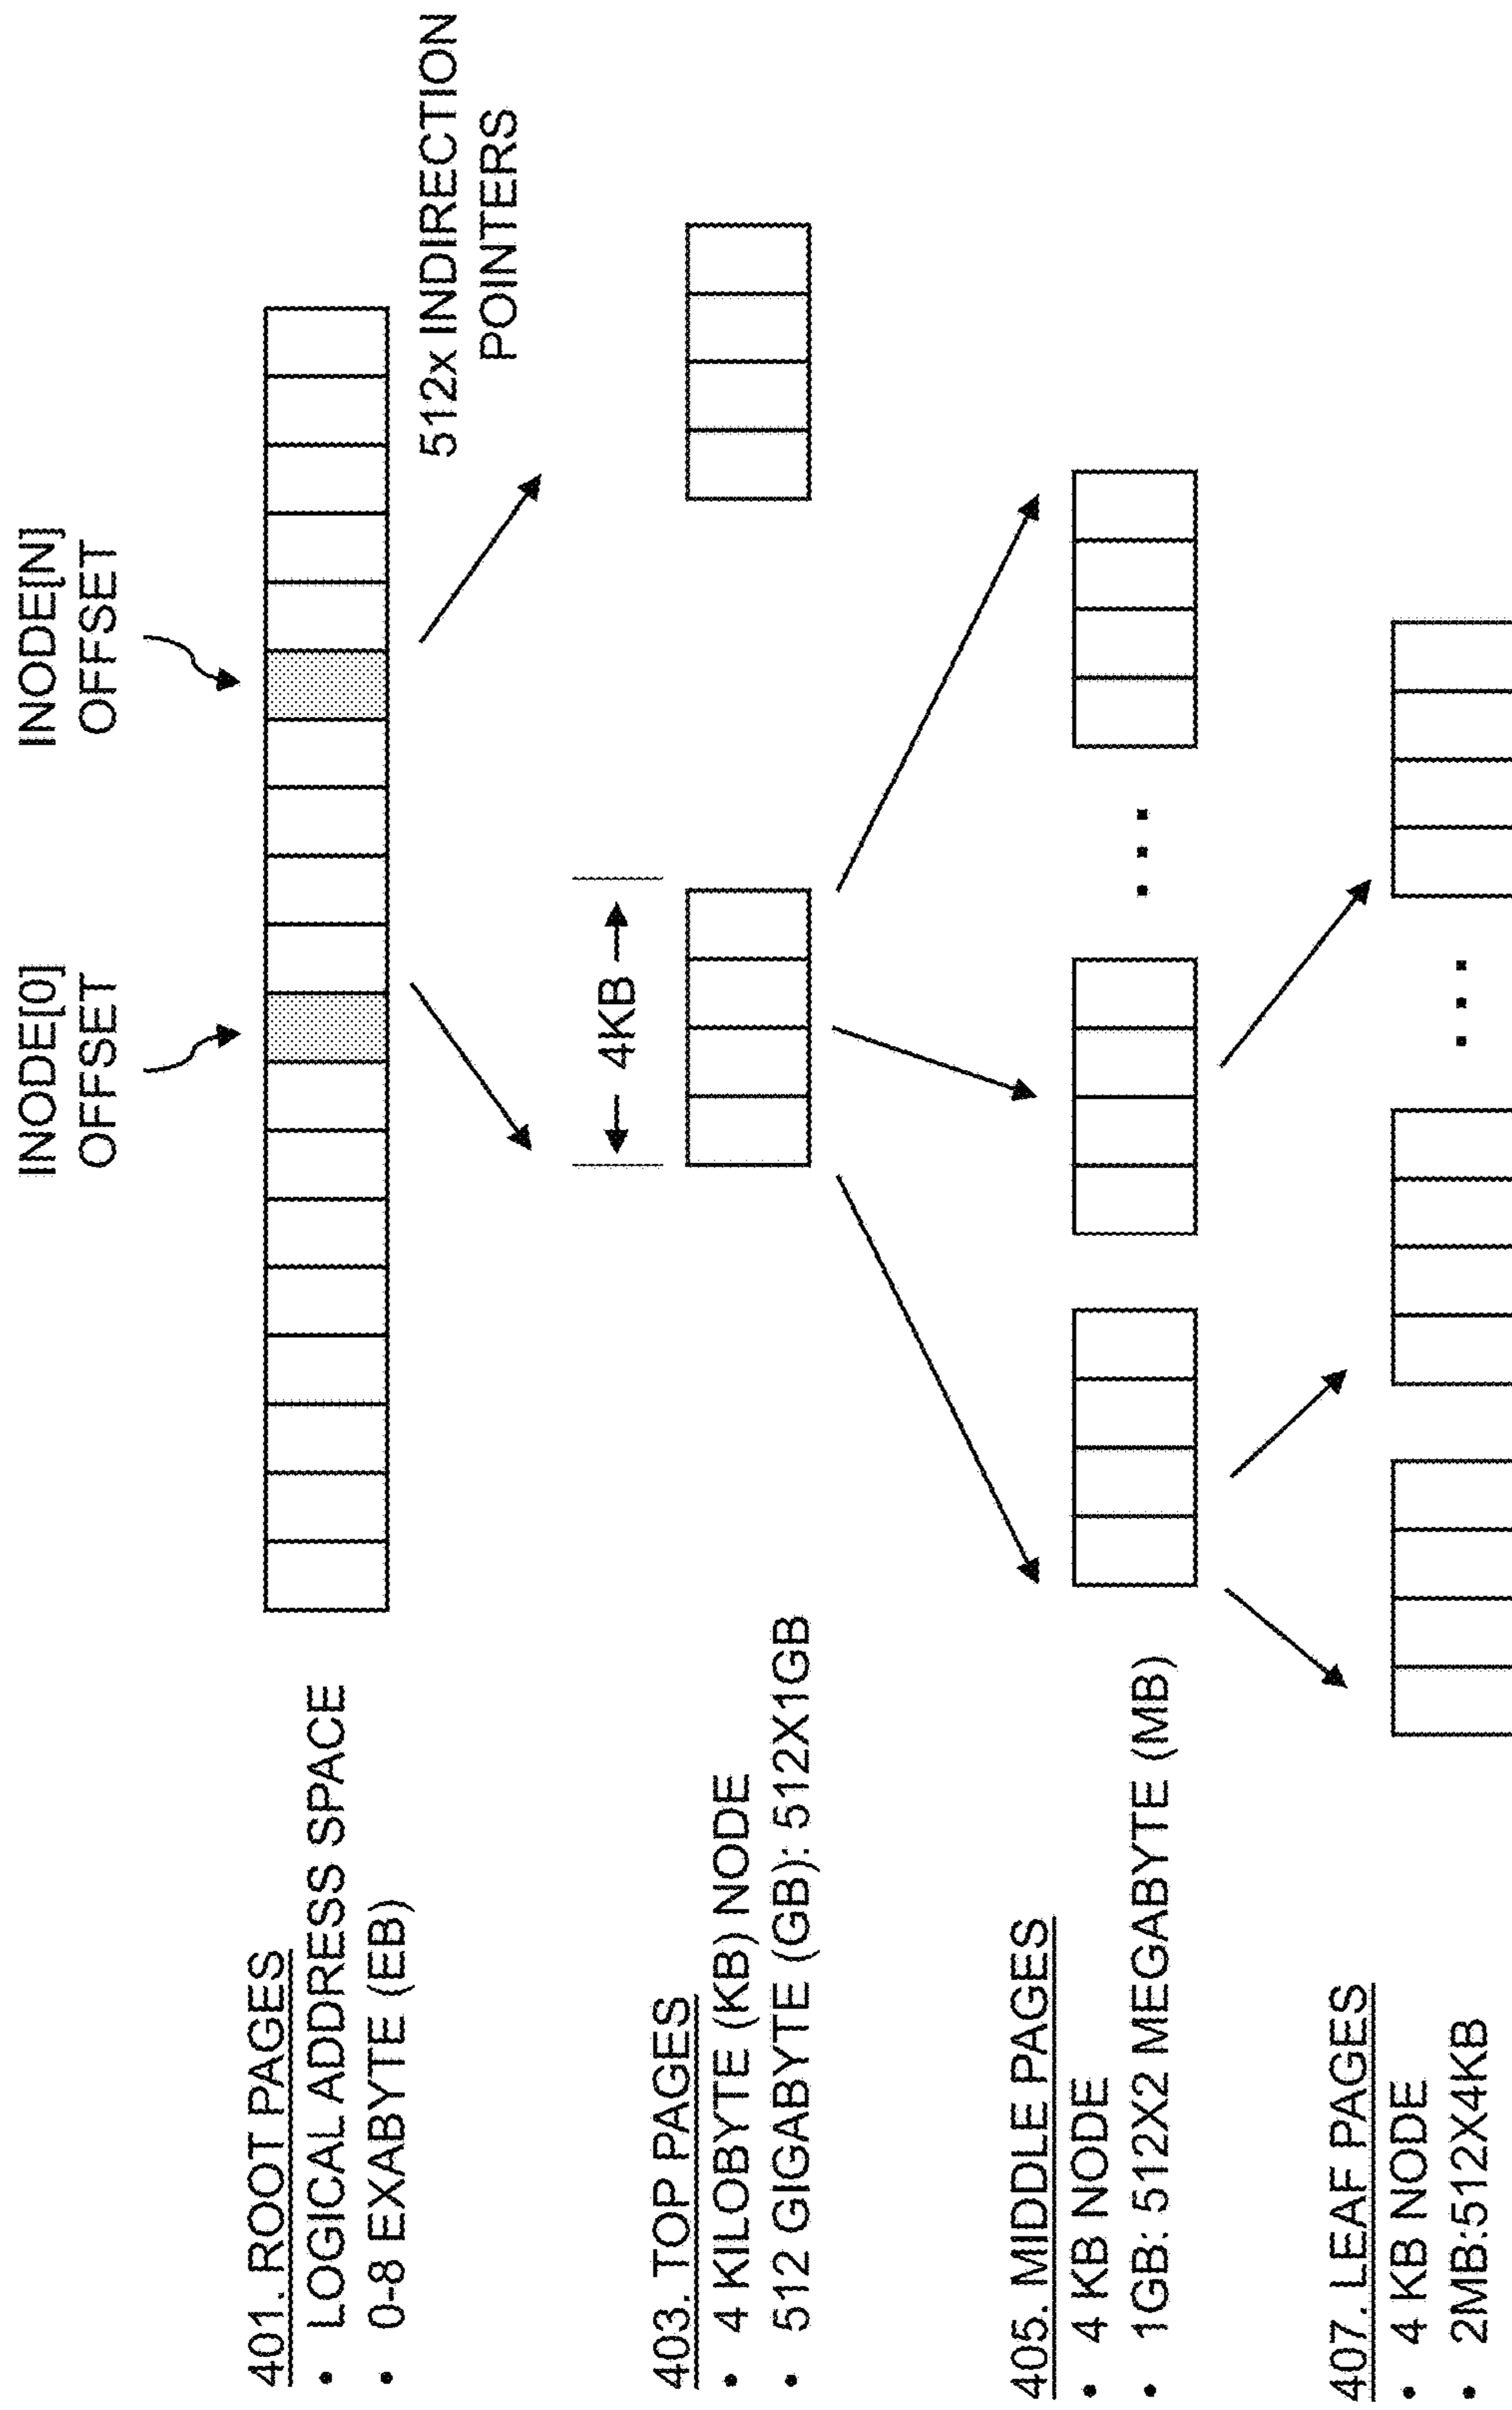 INODE[0]
OFFSET
INODE[N]
OFFSET
401. ROOT PAGES
• LOGICAL ADDRESS SPACE
• 0-8 EXABYTE (EB)
512x INDIRECTION
POINTERS
4KB
403. TOP PAGES
• 4 KILOBYTE (KB) NODE
• 512 GIGABYTE (GB): 512X1GB
405. MIDDLE PAGES
• 4 KB NODE
• 1GB: 512X2 MEGABYTE (MB)
407. LEAF PAGES
• 4 KB NODE
• 2MB:512X4KB